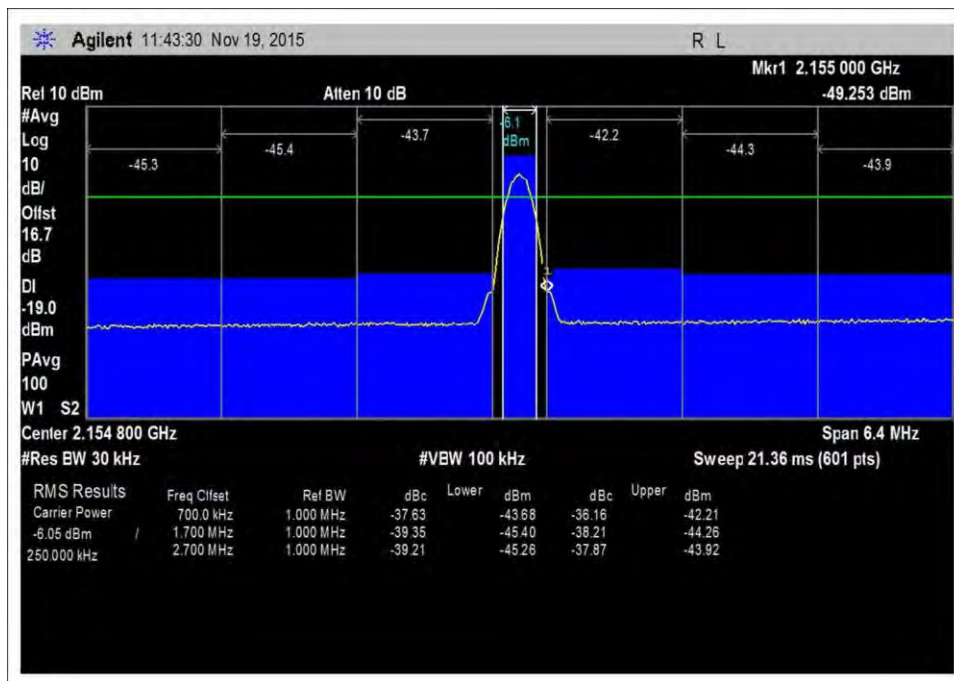 Agilent 11:43:30 Nov 19, 2015 R L
Mkr1 2.155 000 GHz
Rel 10 dBm Atten 10 dB -49.253 dBm
#Avg
Log
10
dB/
Offst
16.7
dB
DI
-19.0
dBm
PAvg
100
W1 S2
-45.3 -45.4 -43.7 -6.1 dBm -42.2 -44.3 -43.9
1
Center 2.154 800 GHz Span 6.4 MHz
#Res BW 30 kHz #VBW 100 kHz Sweep 21.36 ms (601 pts)
RMS Results Freq Offset Ref BW dBc Lower dBm dBc Upper dBm
Carrier Power 700.0 kHz 1.000 MHz -37.63 -43.68 -36.16 -42.21
-6.05 dBm / 1.700 MHz 1.000 MHz -39.35 -45.40 -38.21 -44.26
250.000 kHz 2.700 MHz 1.000 MHz -39.21 -45.26 -37.87 -43.92